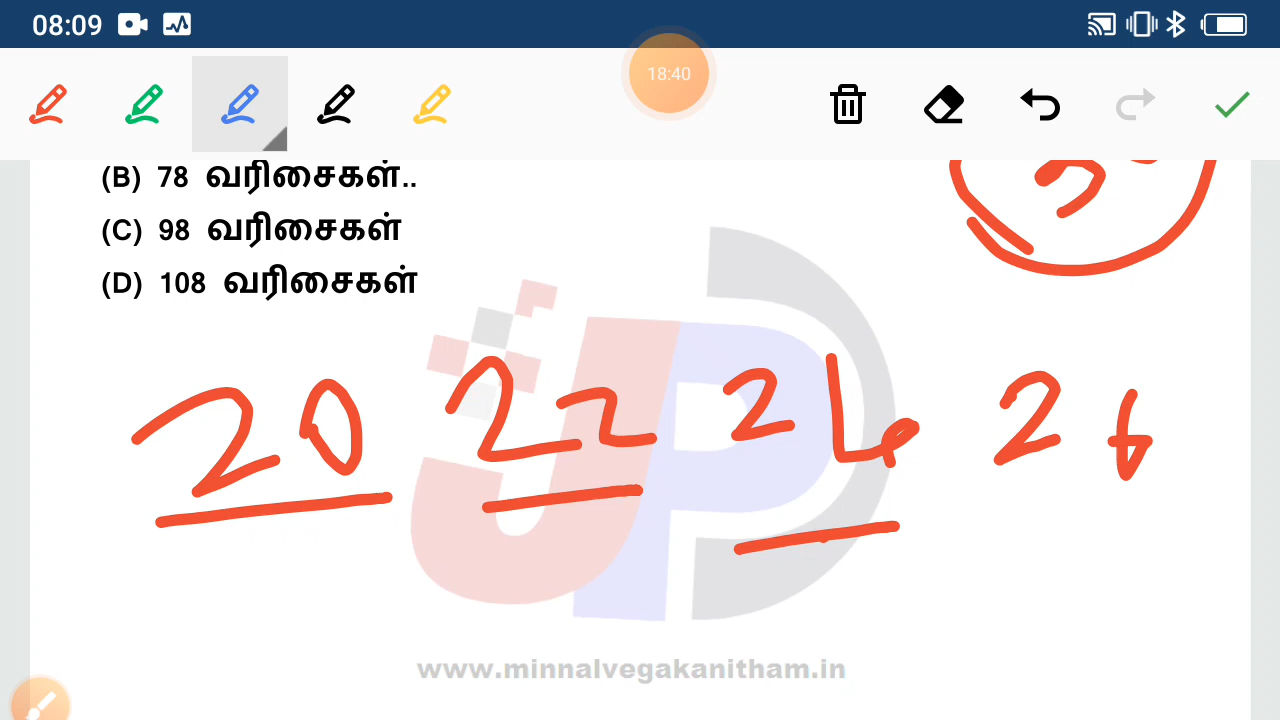 08:09
18:40
(B) 78 வரிசைகள்..
(C) 98 வரிசைகள்
(D) 108 வரிசைகள்
20 22 24 26
www.minnalvegakanitham.in